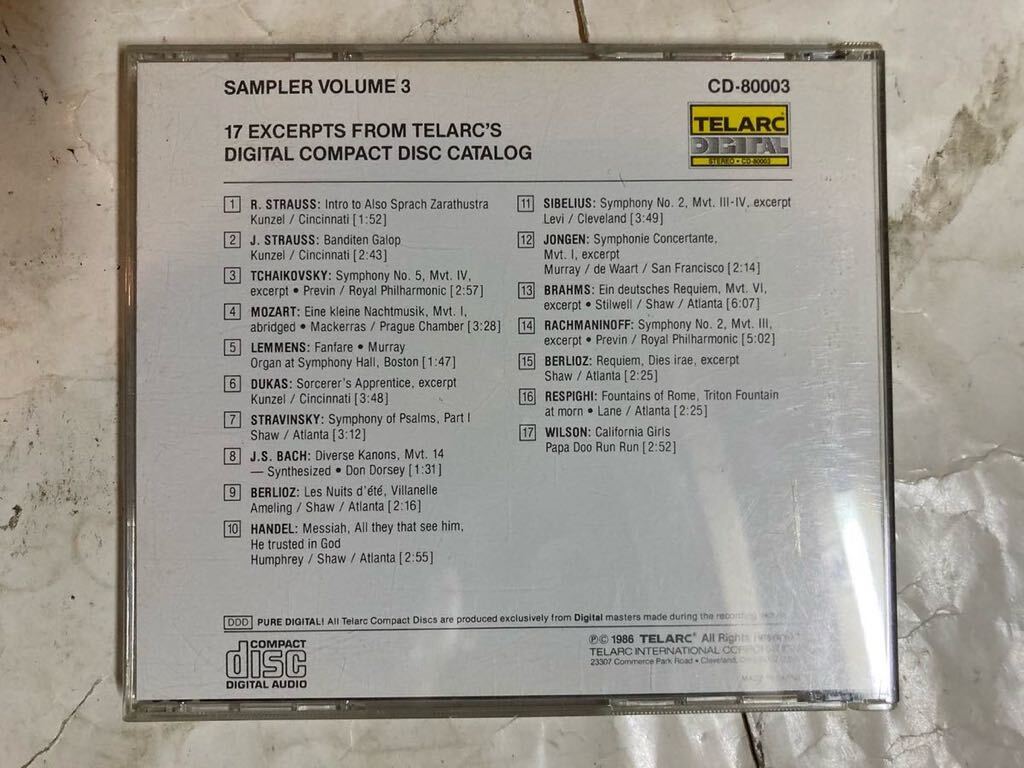 SAMPLER VOLUME 3
CD-80003
17 EXCERPTS FROM TELARC'S
DIGITAL COMPACT DISC CATALOG
TELARC
DIGITAL
STEREO • CD-80003
1 R. STRAUSS: Intro to Also Sprach Zarathustra
Kunzel / Cincinnati [1:52]
2 J. STRAUSS: Banditen Galop
Kunzel / Cincinnati [2:43]
3 TCHAIKOVSKY: Symphony No. 5, Mvt. IV,
excerpt • Previn / Royal Philharmonic [2:57]
4 MOZART: Eine kleine Nachtmusik, Mvt. I,
abridged • Mackerras / Prague Chamber [3:28]
5 LEMMENS: Fanfare • Murray
Organ at Symphony Hall, Boston [1:47]
6 DUKAS: Sorcerer's Apprentice, excerpt
Kunzel / Cincinnati [3:48]
7 STRAVINSKY: Symphony of Psalms, Part I
Shaw / Atlanta [3:12]
8 J.S. BACH: Diverse Kanons, Mvt. 14
— Synthesized • Don Dorsey [1:31]
9 BERLIOZ: Les Nuits d'été, Villanelle
Ameling / Shaw / Atlanta [2:16]
10 HANDEL: Messiah, All they that see him,
He trusted in God
Humphrey / Shaw / Atlanta [2:55]
11 SIBELIUS: Symphony No. 2, Mvt. III-IV, excerpt
Levi / Cleveland [3:49]
12 JONGEN: Symphonie Concertante,
Mvt. I, excerpt
Murray / de Waart / San Francisco [2:14]
13 BRAHMS: Ein deutsches Requiem, Mvt. VI,
excerpt • Stilwell / Shaw / Atlanta [6:07]
14 RACHMANINOFF: Symphony No. 2, Mvt. III,
excerpt • Previn / Royal Philharmonic [5:02]
15 BERLIOZ: Requiem, Dies irae, excerpt
Shaw / Atlanta [2:25]
16 RESPIGHI: Fountains of Rome, Triton Fountain
at morn • Lane / Atlanta [2:25]
17 WILSON: California Girls
Papa Doo Run Run [2:52]
DDD PURE DIGITAL! All Telarc Compact Discs are produced exclusively from Digital masters made during the recording
COMPACT
disc
DIGITAL AUDIO
℗© 1986 TELARC® All Rights
TELARC INTERNATIONAL CORPORATION
23307 Commerce Park Road • Cleveland,